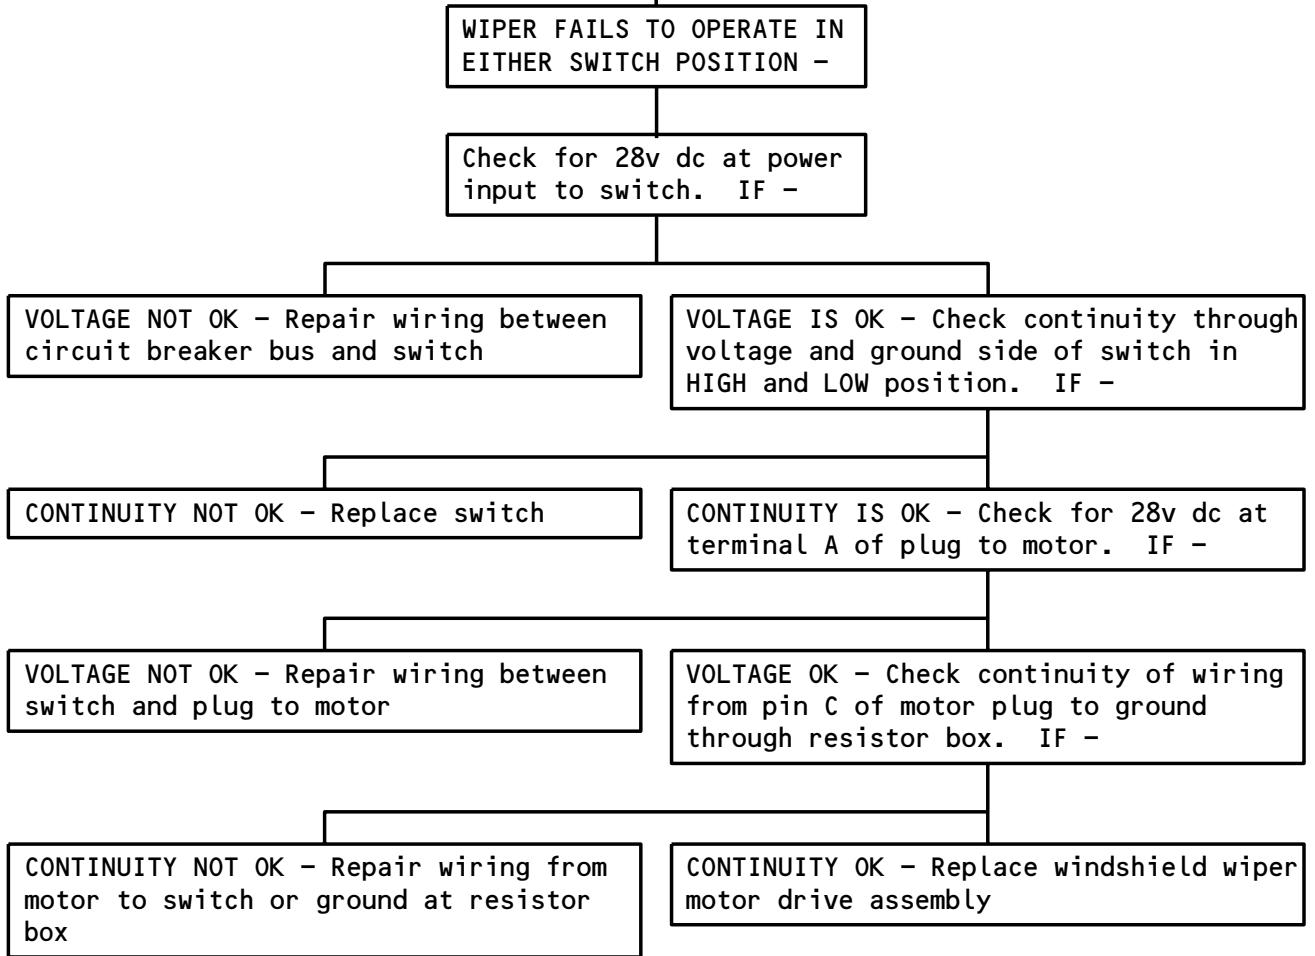 WIPER FAILS TO OPERATE IN
EITHER SWITCH POSITION –
Check for 28v dc at power
input to switch.  IF –
VOLTAGE NOT OK – Repair wiring between
circuit breaker bus and switch
VOLTAGE IS OK – Check continuity through
voltage and ground side of switch in
HIGH and LOW position.  IF –
CONTINUITY NOT OK – Replace switch
CONTINUITY IS OK – Check for 28v dc at
terminal A of plug to motor.  IF –
VOLTAGE NOT OK – Repair wiring between
switch and plug to motor
VOLTAGE OK – Check continuity of wiring
from pin C of motor plug to ground
through resistor box.  IF –
CONTINUITY NOT OK – Repair wiring from
motor to switch or ground at resistor
box
CONTINUITY OK – Replace windshield wiper
motor drive assembly